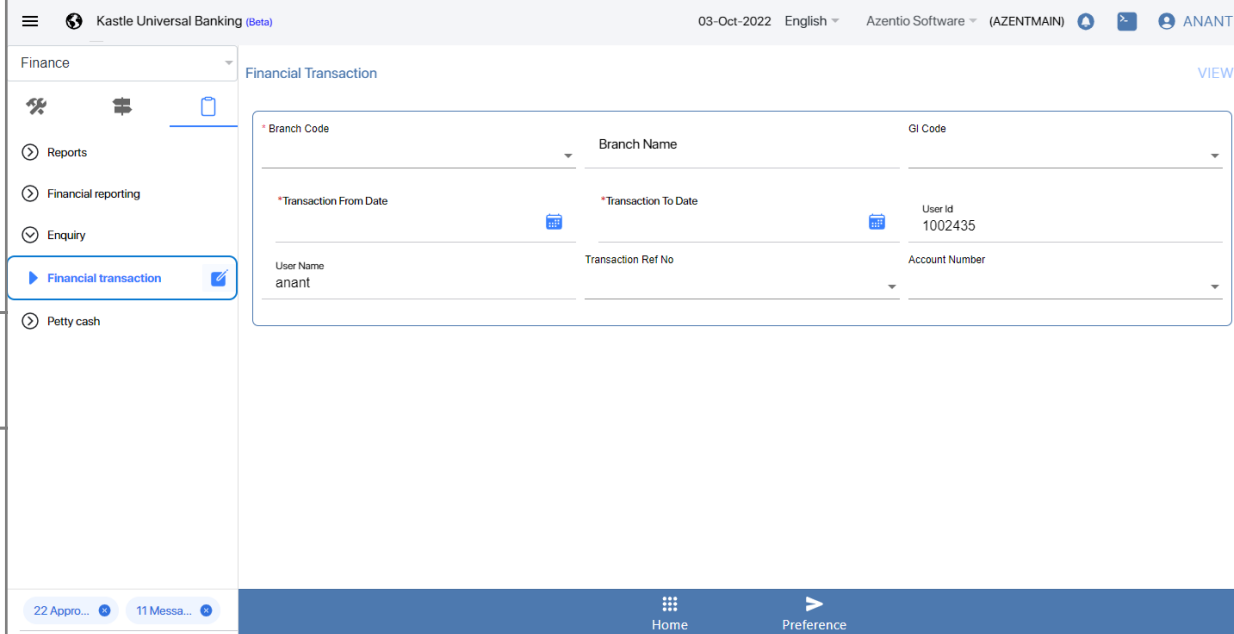 Kastle Universal Banking (Beta)
03-Oct-2022 English Azentio Software (AZENTMAIN) ANANT
Finance
Financial Transaction
VIEW
Reports
Financial reporting
Enquiry
Financial transaction
Petty cash
* Branch Code
Branch Name
Gl Code
*Transaction From Date
*Transaction To Date
User Id
1002435
User Name
anant
Transaction Ref No
Account Number
22 Appro...
11 Messa...
Home
Preference